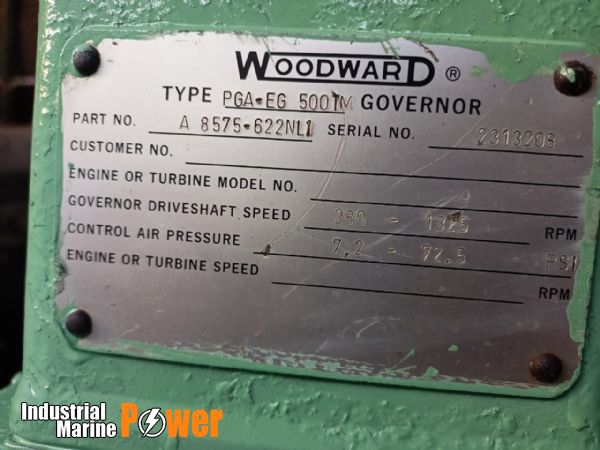 WOODWARD ®
TYPE PGA-EG 500TM GOVERNOR
PART NO. A 8575-622NL1 SERIAL NO. 2313208
CUSTOMER NO.
ENGINE OR TURBINE MODEL NO.
GOVERNOR DRIVESHAFT SPEED 290 - 1325 RPM
CONTROL AIR PRESSURE 7,2 - 72.5 PSI
ENGINE OR TURBINE SPEED RPM
Industrial
Marine Power